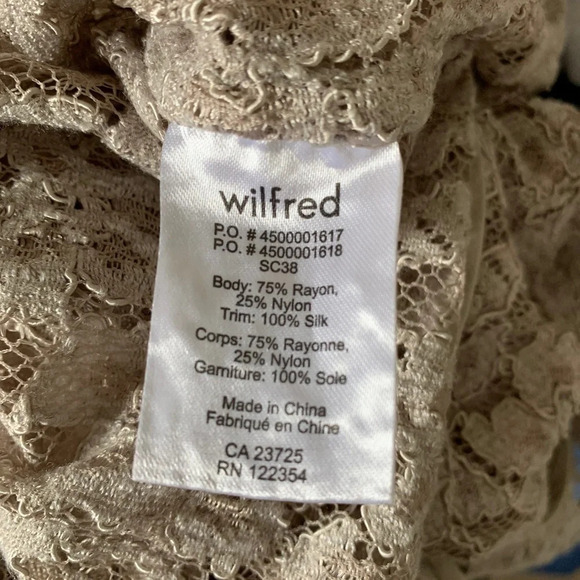 wilfred
P.O. # 4500001617
P.O. # 4500001618
SC38
Body: 75% Rayon,
25% Nylon
Trim: 100% Silk
Corps: 75% Rayonne,
25% Nylon
Garniture: 100% Soie
Made in China
Fabriqué en Chine
CA 23725
RN 122354